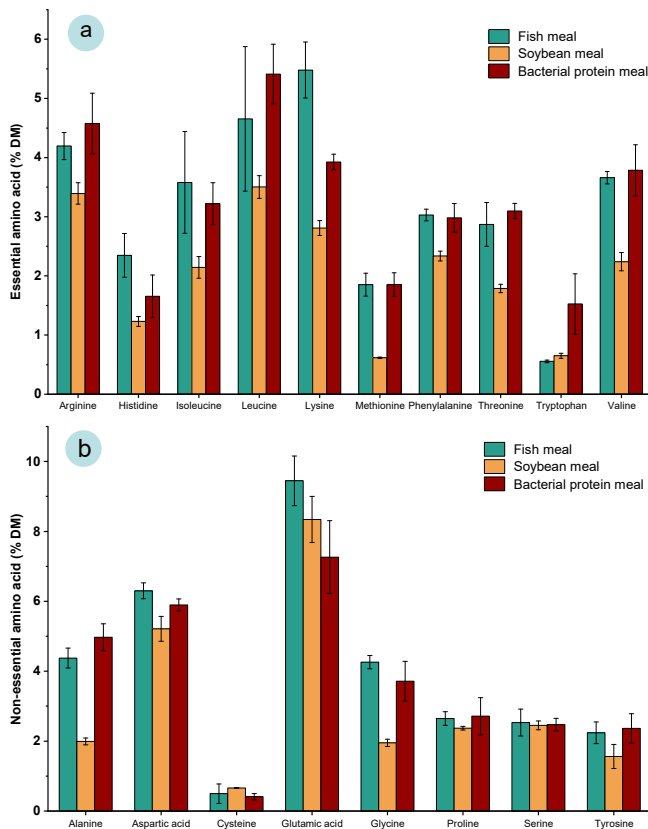 a
Fish meal
Soybean meal
Bacterial protein meal
Essential amino acid (% DM)
6
5
4
3
2
1
0
Arginine Histidine Isoleucine Leucine Lysine Methionine Phenylalanine Threonine Tryptophan Valine
b
Fish meal
Soybean meal
Bacterial protein meal
Non-essential amino acid (% DM)
10
8
6
4
2
0
Alanine Aspartic acid Cysteine Glutamic acid Glycine Proline Serine Tyrosine